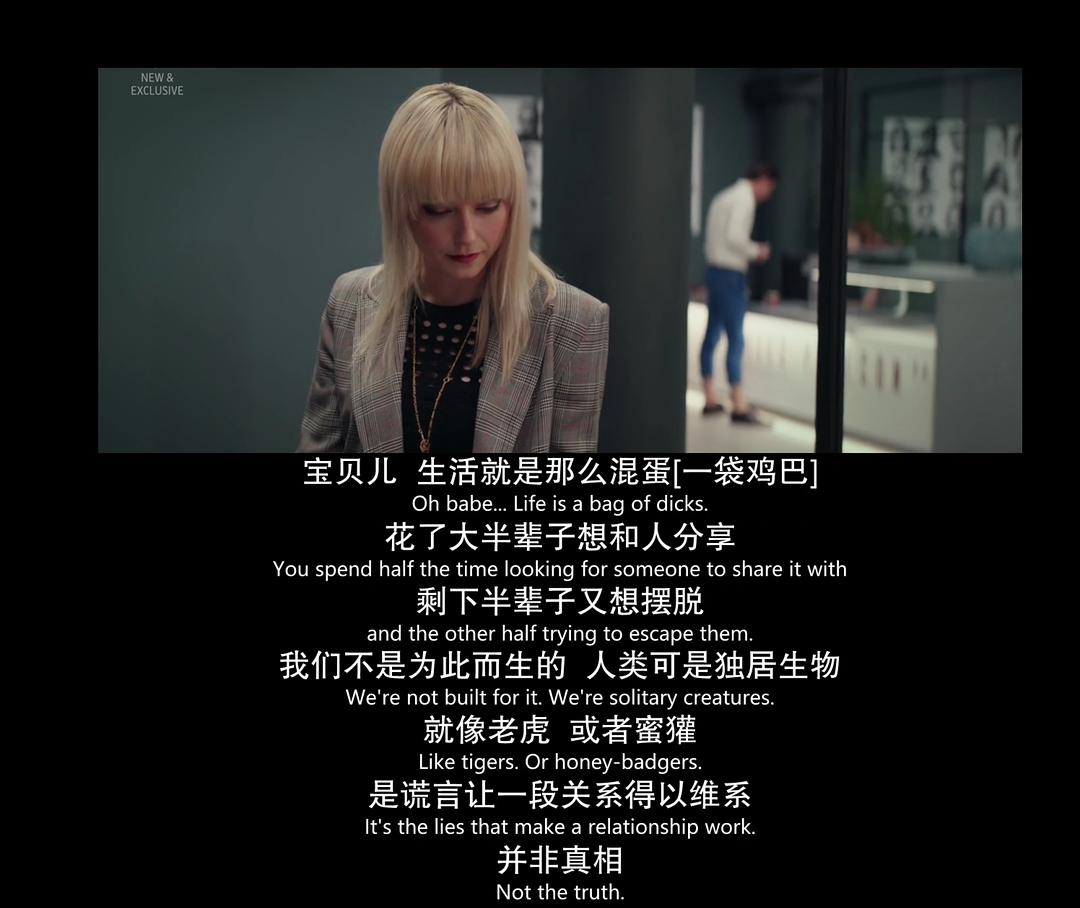 NEW &
EXCLUSIVE
宝贝儿 生活就是那么混蛋[一袋鸡巴]
Oh babe... Life is a bag of dicks.
花了大半辈子想和人分享
You spend half the time looking for someone to share it with
剩下半辈子又想摆脱
and the other half trying to escape them.
我们不是为此而生的 人类可是独居生物
We're not built for it. We're solitary creatures.
就像老虎 或者蜜獾
Like tigers. Or honey-badgers.
是谎言让一段关系得以维系
It's the lies that make a relationship work.
并非真相
Not the truth.